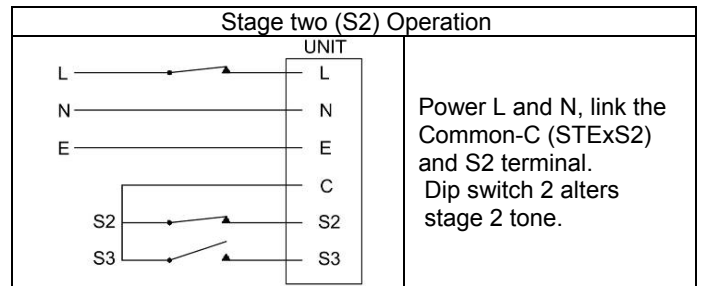 Stage two (S2) Operation
UNIT
L L
N N
E E
C
S2 S2
S3 S3
Power L and N, link the
Common-C (STExS2)
and S2 terminal.
Dip switch 2 alters
stage 2 tone.